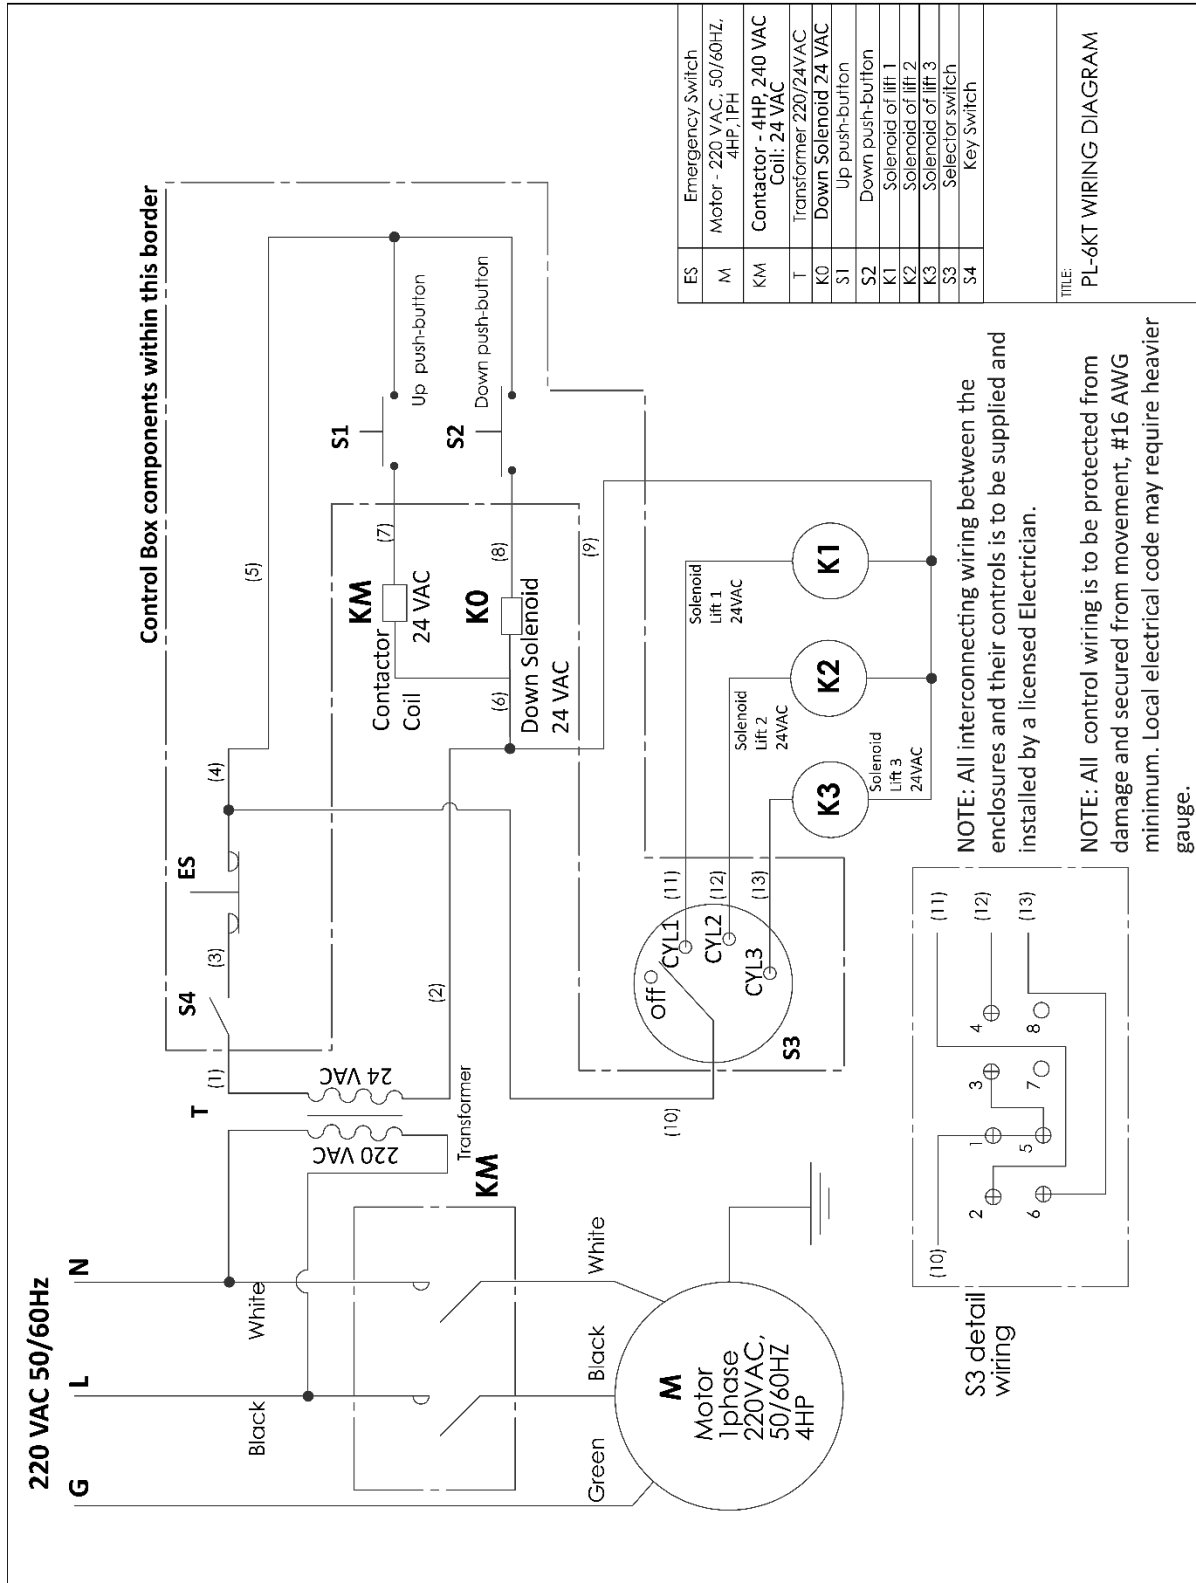 220 VAC 50/60Hz
G
L
N
Black
White
T
220 VAC
24 VAC
Transformer
KM
Green
Black
White
M
Motor
1phase
220VAC,
50/60HZ
4HP
Control Box components within this border
(1)
S4
(3)
ES
(4)
(5)
(2)
Contactor
Coil
KM
24 VAC
(7)
S1
Up push-button
(6)
K0
Down Solenoid
24 VAC
(8)
S2
Down push-button
(9)
(10)
S3
Off
CYL1
CYL2
CYL3
(11)
(12)
(13)
Solenoid
Lift 1
24VAC
K1
Solenoid
Lift 2
24VAC
K2
K3
Solenoid
Lift 3
24VAC
S3 detail
wiring
(10)
2
1
3
4
6
5
7
8
(11)
(12)
(13)
NOTE: All interconnecting wiring between the
enclosures and their controls is to be supplied and
installed by a licensed Electrician.
NOTE: All control wiring is to be protected from
damage and secured from movement, #16 AWG
minimum. Local electrical code may require heavier
gauge.
ES Emergency Switch
M Motor - 220 VAC, 50/60HZ,
4HP,1PH
KM Contactor - 4HP, 240 VAC
Coil: 24 VAC
T Transformer 220/24VAC
K0 Down Solenoid 24 VAC
S1 Up push-button
S2 Down push-button
K1 Solenoid of lift 1
K2 Solenoid of lift 2
K3 Solenoid of lift 3
S3 Selector switch
S4 Key Switch
TITLE:
PL-6KT WIRING DIAGRAM